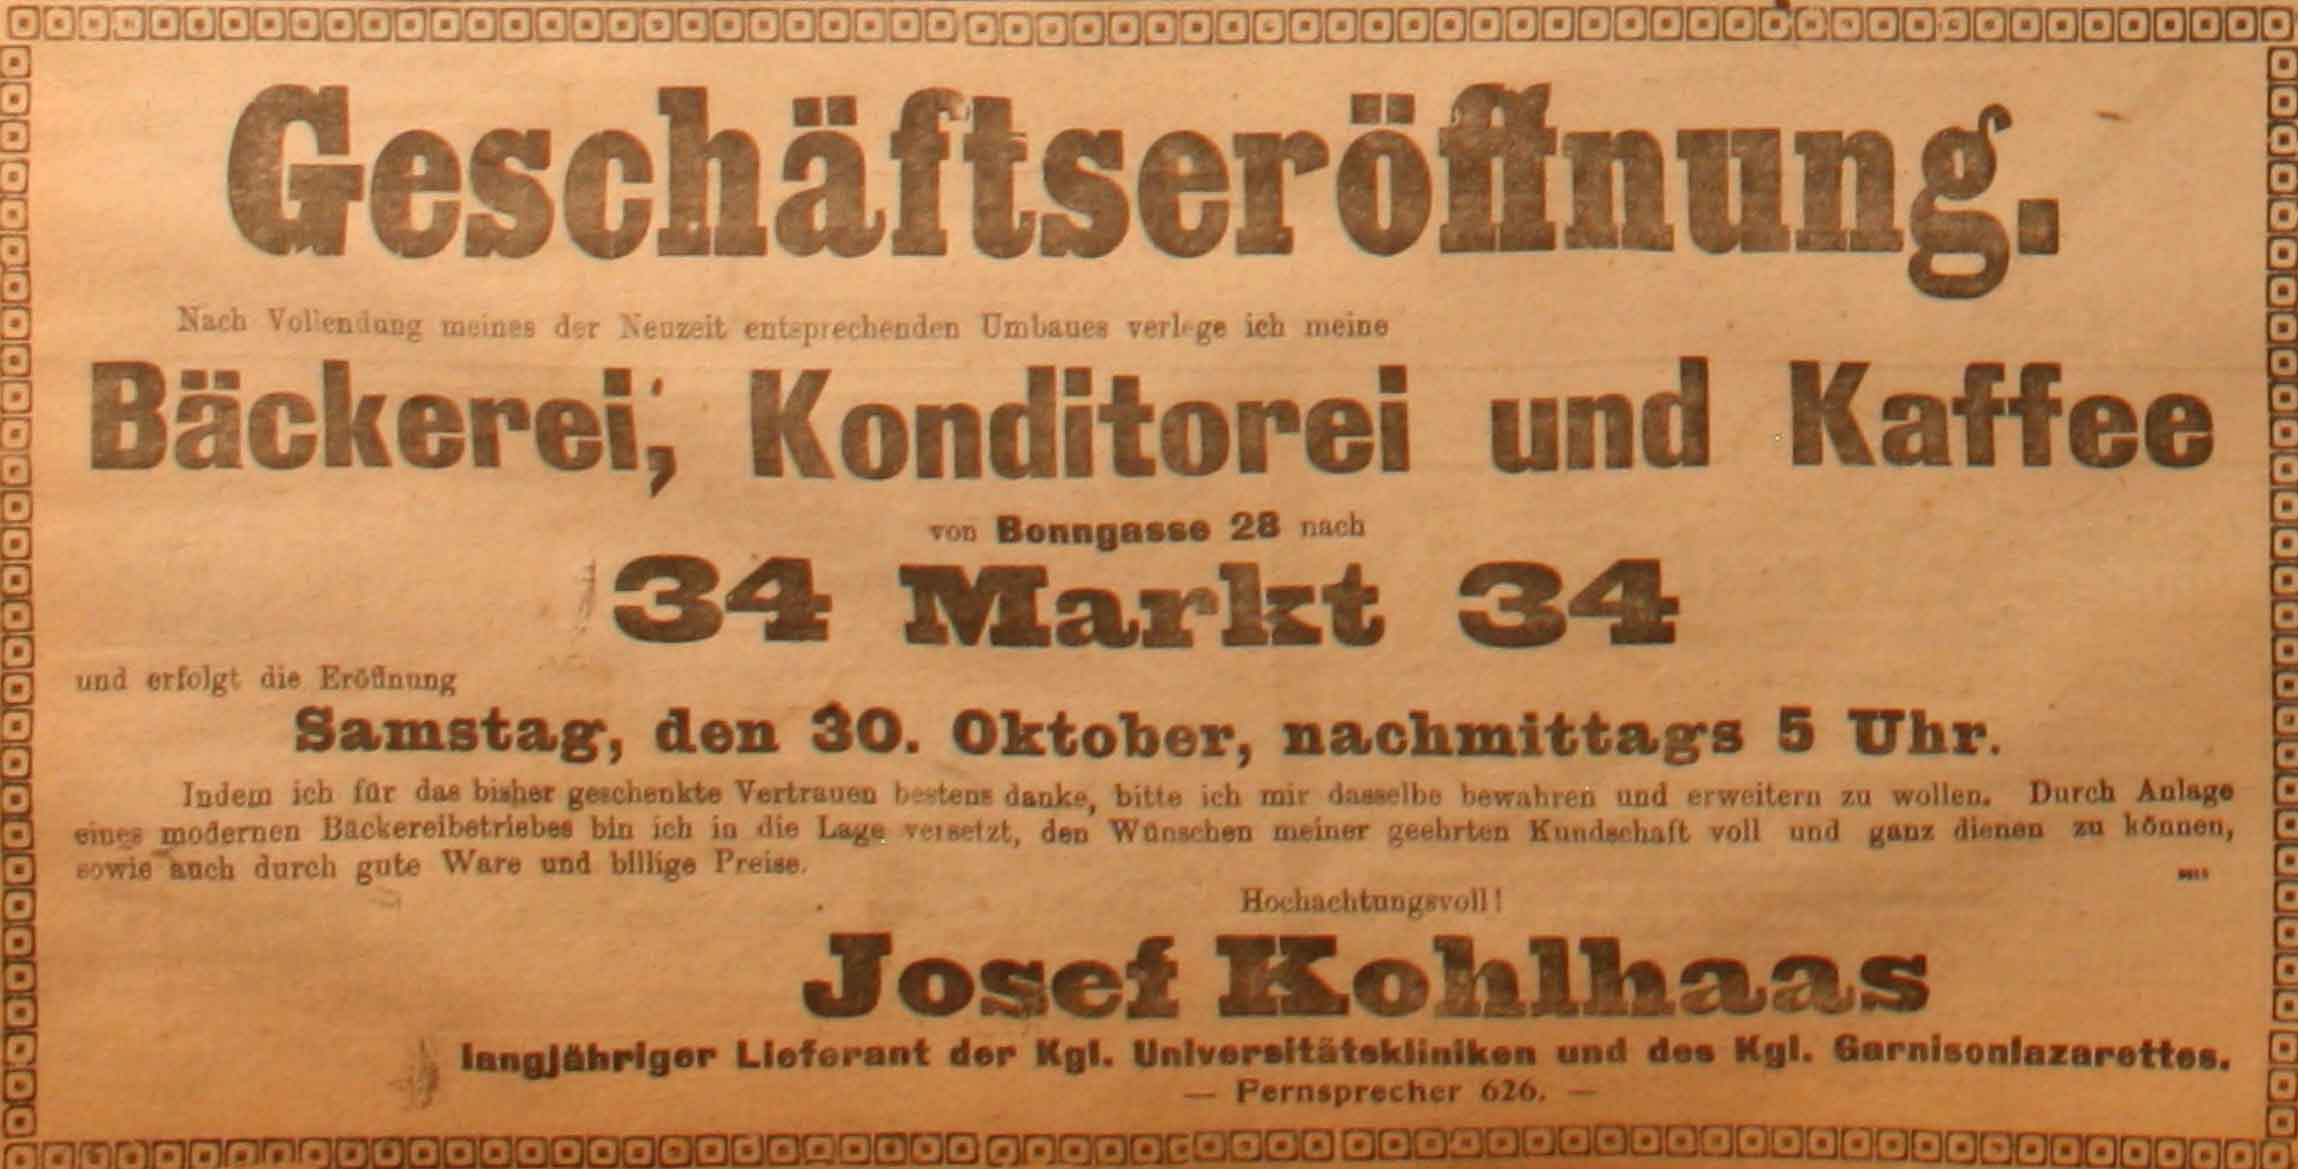 Geschäftseröffnung.
Nach Vollendung meines der Neuzeit entsprechenden Umbaues verlege ich meine
Bäckerei, Konditorei und Kaffee
von Bonngasse 28 nach
34 Markt 34
und erfolgt die Eröffnung
Samstag, den 30. Oktober, nachmittags 5 Uhr.
Indem ich für das bisher geschenkte Vertrauen bestens danke, bitte ich mir dasselbe bewahren und erweitern zu wollen. Durch Anlage
eines modernen Bäckereibetriebes bin ich in die Lage versetzt, den Wünschen meiner geehrten Kundschaft voll und ganz dienen zu können,
sowie auch durch gute Ware und billige Preise.
Hochachtungsvoll!
Josef Kohlhaas
langjähriger Lieferant der Kgl. Universitätskliniken und des Kgl. Garnisonlazarettes.
— Fernsprecher 626. —